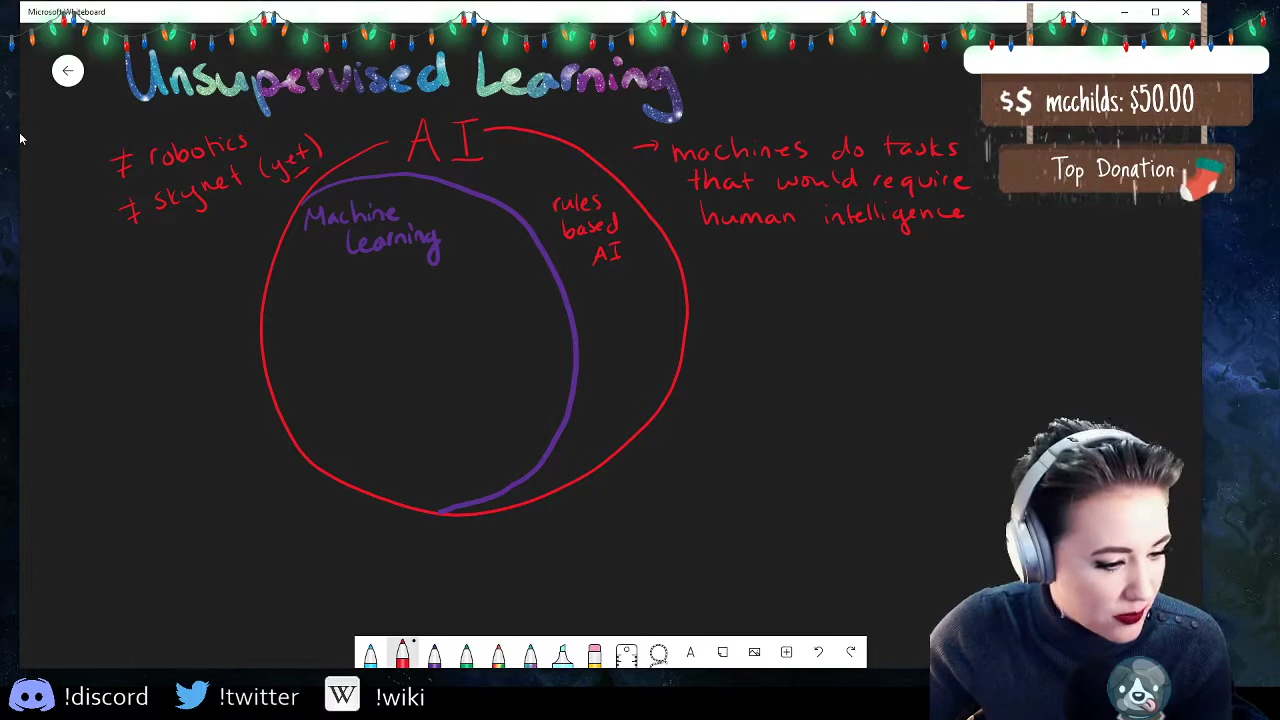 Microsoft Whiteboard
Unsupervised Learning
≠ robotics
≠ skynet (yet)
AI
Machine
Learning
rules
based
AI
→ machines do tasks
that would require
human intelligence
$$ mcchilds: $50.00
Top Donation
A
!discord
!twitter
W !wiki